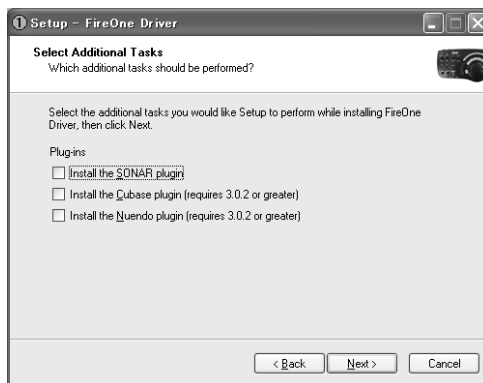 Setup - FireOne Driver
Select Additional Tasks
Which additional tasks should be performed?
Select the additional tasks you would like Setup to perform while installing FireOne
Driver, then click Next.
Plug-ins
Install the SONAR plugin
Install the Cubase plugin (requires 3.0.2 or greater)
Install the Nuendo plugin (requires 3.0.2 or greater)
< Back Next > Cancel